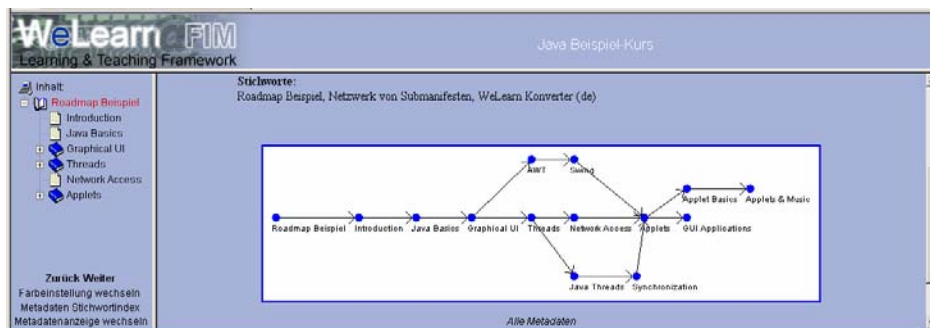 WeLearn FIM
Learning & Teaching Framework
Java Beispiel-Kurs
Inhalt:
Roadmap Beispiel
Introduction
Java Basics
Graphical UI
Threads
Network Access
Applets
Zurück Weiter
Farbeinstellung wechseln
Metadaten Stichwortindex
Metadatenanzeige wechseln
Stichworte:
Roadmap Beispiel, Netzwerk von Submanifesten, WeLearn Konverter (de)
AWT Swing
Applet Basics Applets & Music
Roadmap Beispiel Introduction Java Basics Graphical UI Threads Network Access Applets GUI Applications
Java Threads Synchronization
Alle Metadaten